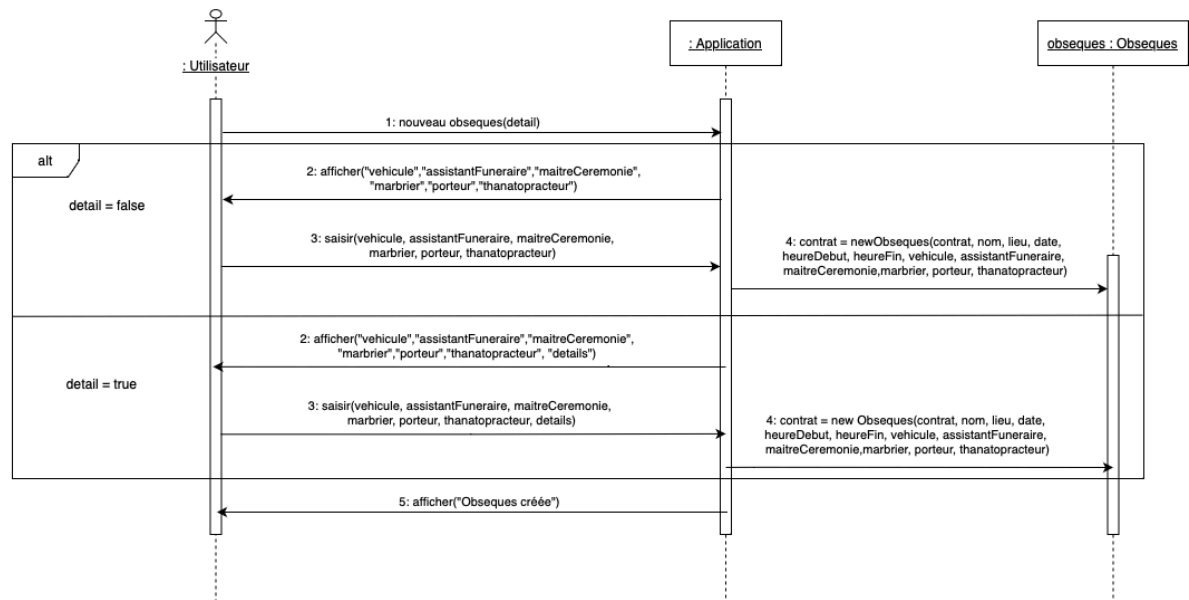 : Utilisateur
: Application
obseques : Obseques
1: nouveau obseques(detail)
alt
detail = false
2: afficher("vehicule","assistantFuneraire","maitreCeremonie",
"marbrier","porteur","thanatopracteur")
3: saisir(vehicule, assistantFuneraire, maitreCeremonie,
marbrier, porteur, thanatopracteur)
4: contrat = newObseques(contrat, nom, lieu, date,
heureDebut, heureFin, vehicule, assistantFuneraire,
maitreCeremonie,marbrier, porteur, thanatopracteur)
detail = true
2: afficher("vehicule","assistantFuneraire","maitreCeremonie",
"marbrier","porteur","thanatopracteur", "details")
3: saisir(vehicule, assistantFuneraire, maitreCeremonie,
marbrier, porteur, thanatopracteur, details)
4: contrat = new Obseques(contrat, nom, lieu, date,
heureDebut, heureFin, vehicule, assistantFuneraire,
maitreCeremonie,marbrier, porteur, thanatopracteur)
5: afficher("Obseques créée")